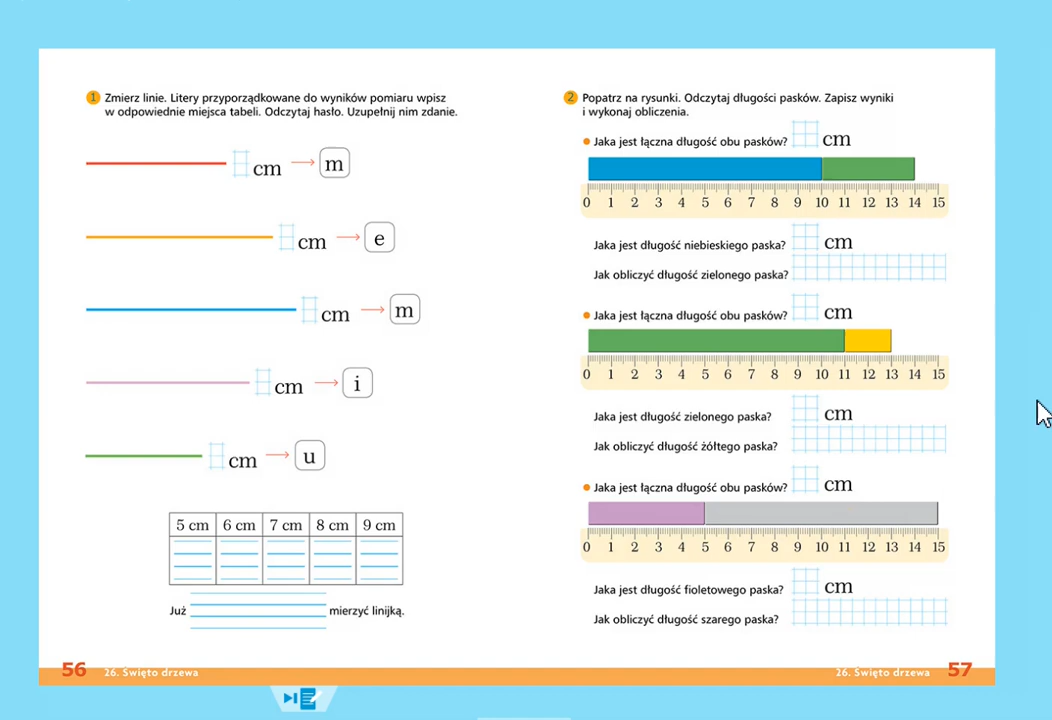 1 Zmierz linie. Litery przyporządkowane do wyników pomiaru wpisz
w odpowiednie miejsca tabeli. Odczytaj hasło. Uzupełnij nim zdanie.
cm → m
cm → e
cm → m
cm → i
cm → u
5 cm 6 cm 7 cm 8 cm 9 cm
Już mierzyć linijką.
56 26. Święto drzewa
2 Popatrz na rysunki. Odczytaj długości pasków. Zapisz wyniki
i wykonaj obliczenia.
Jaka jest łączna długość obu pasków? cm
0 1 2 3 4 5 6 7 8 9 10 11 12 13 14 15
Jaka jest długość niebieskiego paska? cm
Jak obliczyć długość zielonego paska?
Jaka jest łączna długość obu pasków? cm
0 1 2 3 4 5 6 7 8 9 10 11 12 13 14 15
Jaka jest długość zielonego paska? cm
Jak obliczyć długość żółtego paska?
Jaka jest łączna długość obu pasków? cm
0 1 2 3 4 5 6 7 8 9 10 11 12 13 14 15
Jaka jest długość fioletowego paska? cm
Jak obliczyć długość szarego paska?
26. Święto drzewa 57